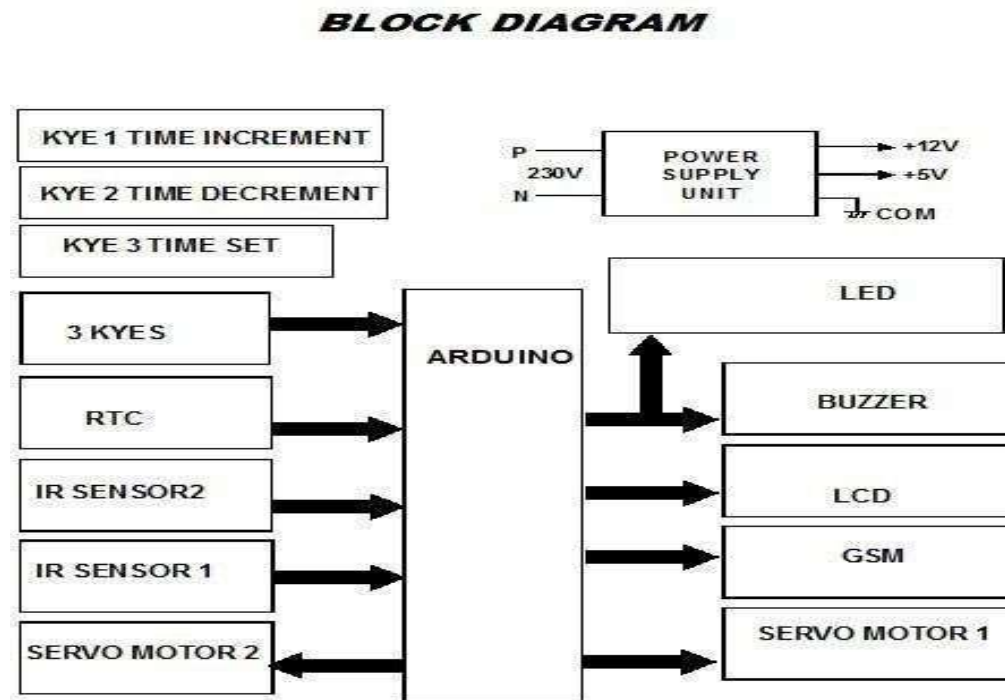 BLOCK DIAGRAM
KYE 1 TIME INCREMENT
KYE 2 TIME DECREMENT
KYE 3 TIME SET
P
230V
N
POWER
SUPPLY
UNIT
+12V
+5V
COM
3 KYES
RTC
IR SENSOR2
IR SENSOR 1
SERVO MOTOR 2
ARDUINO
LED
BUZZER
LCD
GSM
SERVO MOTOR 1